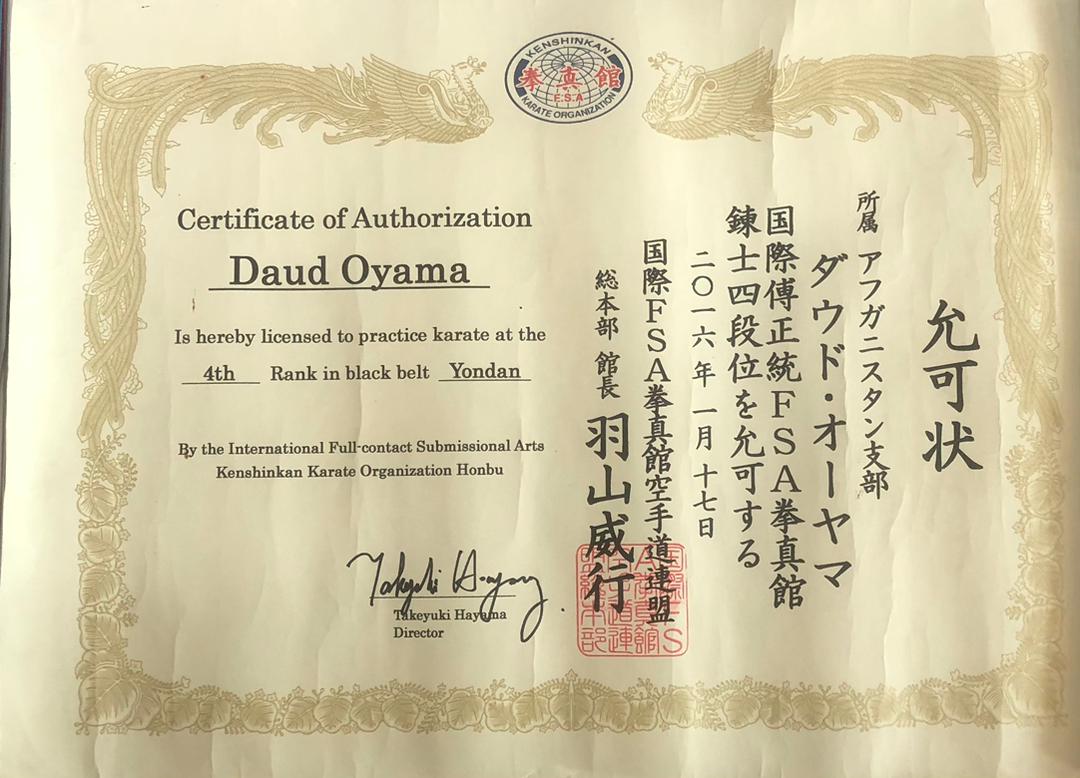 KENSHINKAN
拳真館
F.S.A.
KARATE ORGANIZATION
Certificate of Authorization
Daud Oyama
Is hereby licensed to practice karate at the
4th Rank in black belt Yondan
By the International Full-contact Submissional Arts
Kenshinkan Karate Organization Honbu
Takeyuki Hayama
Takeyuki Hayama
Director
允可状
所属 アフガニスタン支部
ダウド・オーヤマ
国際傅正統FSA拳真館
錬士四段位を允可する
二〇一六年 一月 十七日
国際FSA拳真館空手道連盟
総本部 館長 羽山威行